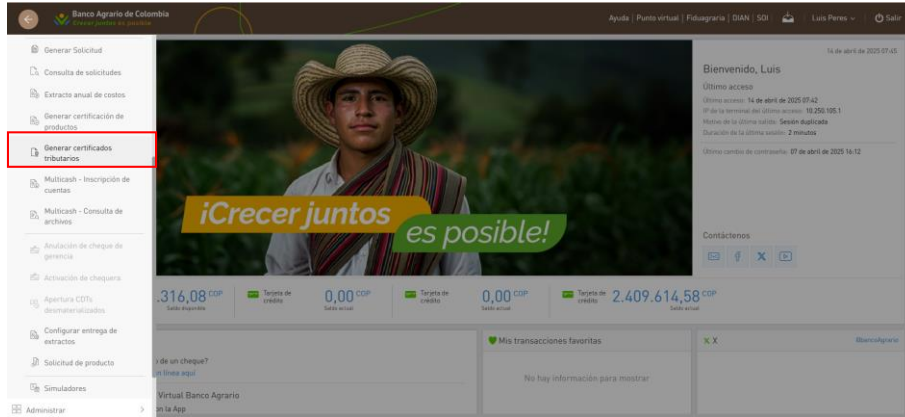 Banco Agrario de Colombia
Crecer juntos es posible
Ayuda | Punto virtual | Fiduagraria | DIAN | SOI
Luis Peres
Salir
Generar Solicitud
Consulta de solicitudes
Extracto anual de costos
Generar certificación de
productos
Generar certificados
tributarios
Multicash - Inscripción de
cuentas
Multicash - Consulta de
archivos
Anulación de cheque de
gerencia
Activación de chequera
Apertura CDTs
desmaterializados
Configurar entrega de
extractos
Solicitud de producto
Simuladores
Administrar
¡Crecer juntos
es posible!
14 de abril de 2025 07:45
Bienvenido, Luis
Último acceso
Último acceso: 14 de abril de 2025 07:42
IP de la terminal del último acceso: 10.250.105.1
Motivo de la última salida: Sesión duplicada
Duración de la última sesión: 2 minutos
Último cambio de contraseña: 07 de abril de 2025 16:12
Contáctenos
.316,08 COP
Saldo disponible
Tarjeta de
crédito
0,00 COP
Saldo actual
Tarjeta de
crédito
0,00 COP
Saldo actual
Tarjeta de
crédito
2.409.614,58 COP
Saldo actual
de un cheque?
n línea aquí
Virtual Banco Agrario
on la App
Mis transacciones favoritas
No hay información para mostrar
X
@bancoAgrario